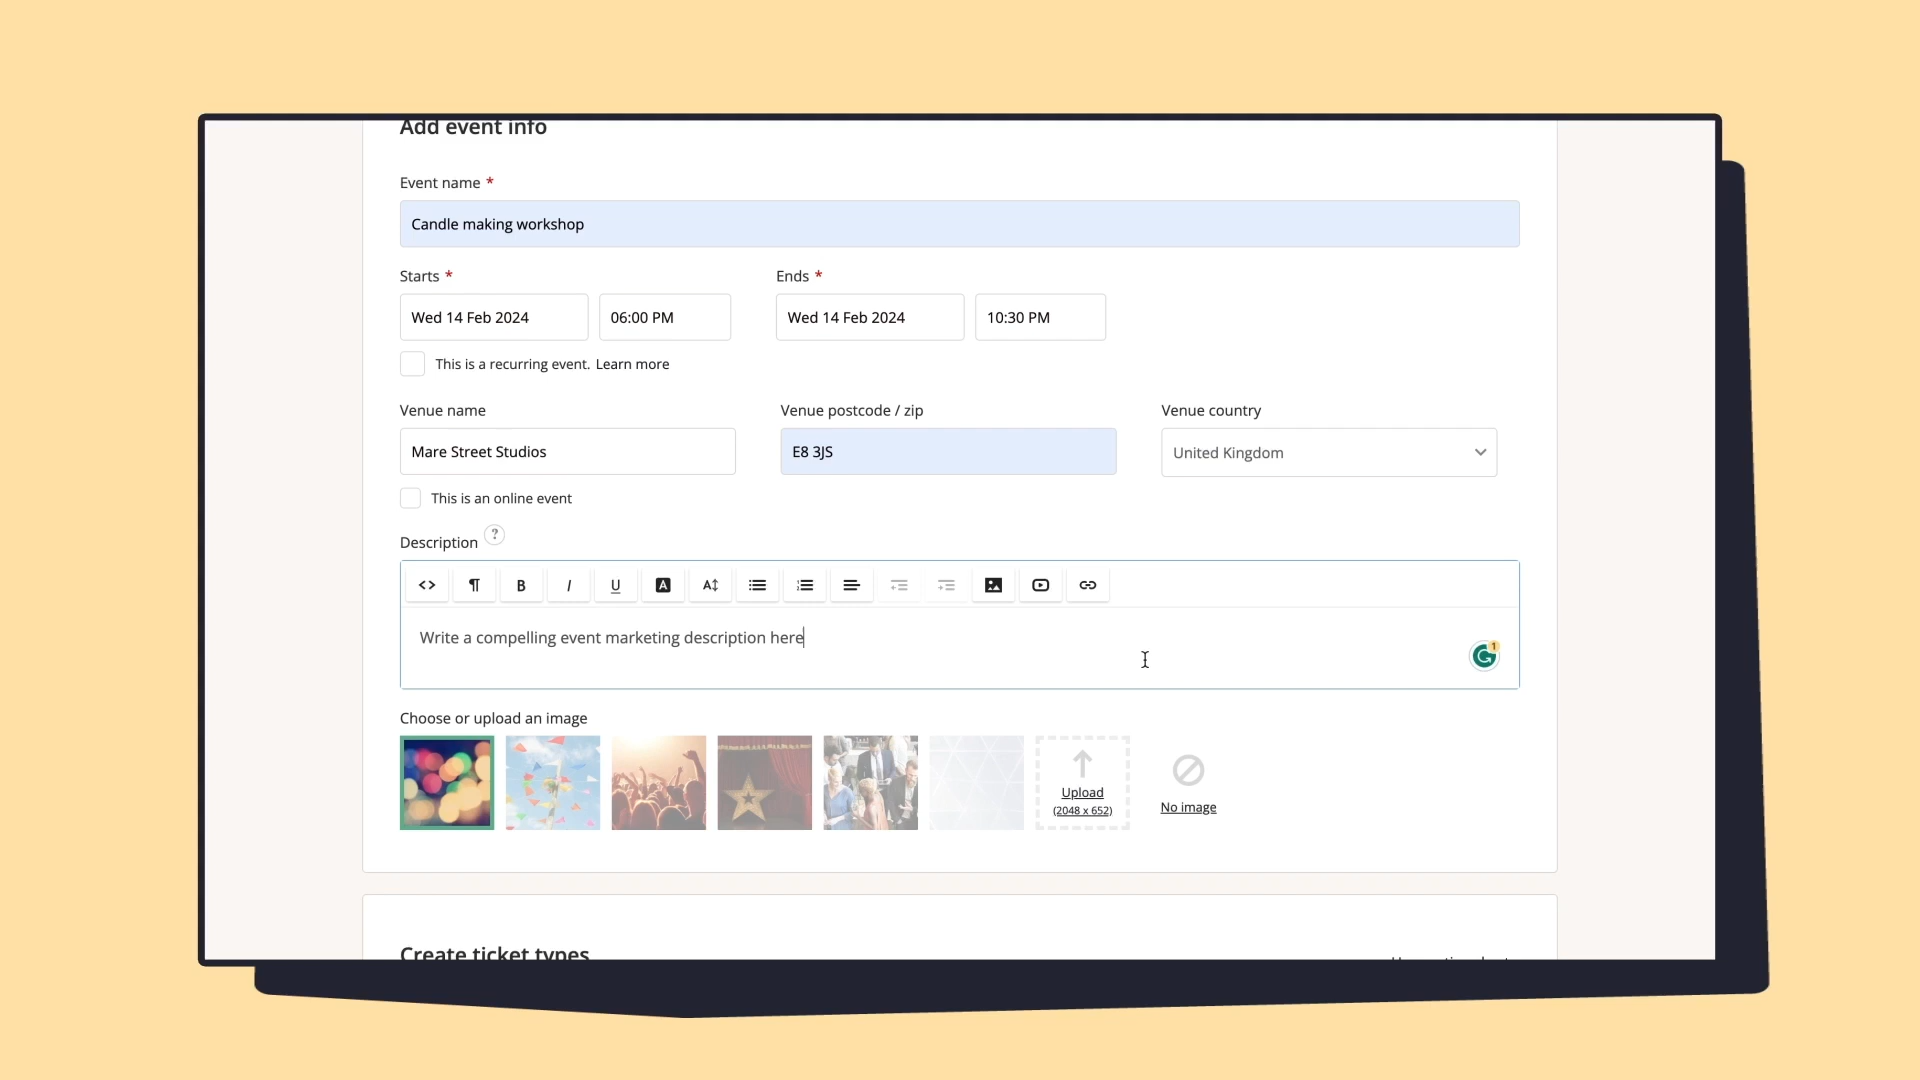 Add event info
Event name *
Candle making workshop
Starts * Ends *
Wed 14 Feb 2024 06:00 PM Wed 14 Feb 2024 10:30 PM
This is a recurring event. Learn more
Venue name Venue postcode / zip Venue country
Mare Street Studios E8 3JS United Kingdom
This is an online event
Description ?
B I U A A
Write a compelling event marketing description here
1
Choose or upload an image
Upload
(2048 x 652)
No image
Create ticket types